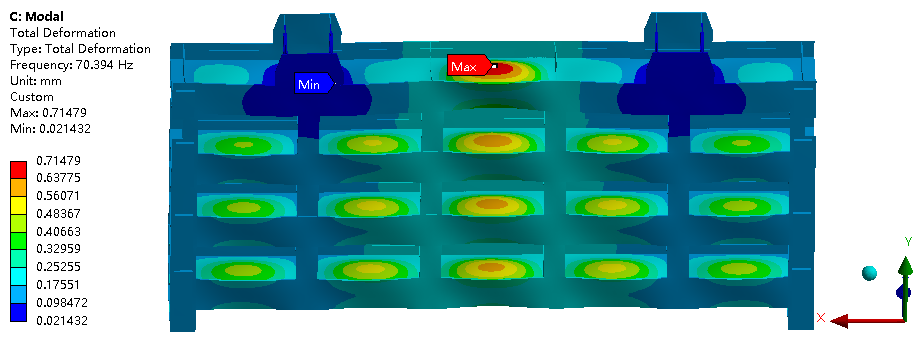 C: Modal
Total Deformation
Type: Total Deformation
Frequency: 70.394 Hz
Unit: mm
Custom
Max: 0.71479
Min: 0.021432
0.71479
0.63775
0.56071
0.48367
0.40663
0.32959
0.25255
0.17551
0.098472
0.021432
Max
Min
Y
X